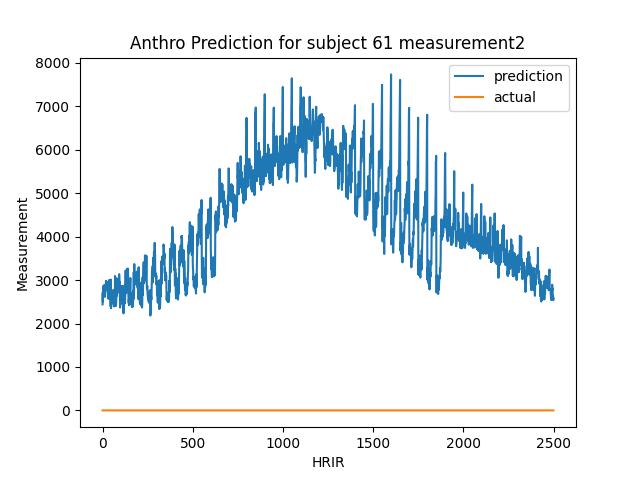 Anthro Prediction for subject 61 measurement2
prediction
actual
Measurement
8000
7000
6000
5000
4000
3000
2000
1000
0
0 500 1000 1500 2000 2500
HRIR